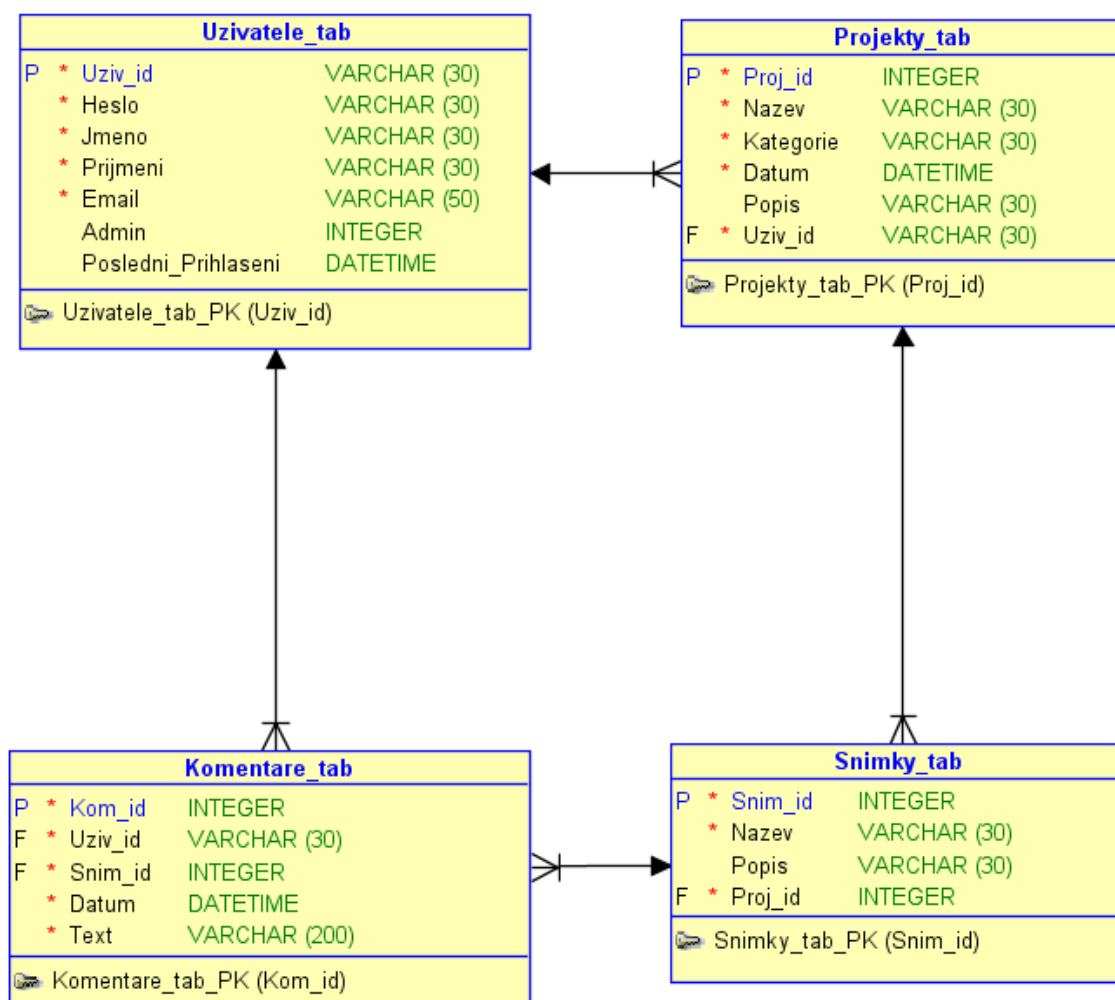 Uzivatele_tab
P * Uziv_id VARCHAR (30)
* Heslo VARCHAR (30)
* Jmeno VARCHAR (30)
* Prijmeni VARCHAR (30)
* Email VARCHAR (50)
Admin INTEGER
Posledni_Prihlaseni DATETIME
Uzivatele_tab_PK (Uziv_id)
Projekty_tab
P * Proj_id INTEGER
* Nazev VARCHAR (30)
* Kategorie VARCHAR (30)
* Datum DATETIME
Popis VARCHAR (30)
F * Uziv_id VARCHAR (30)
Projekty_tab_PK (Proj_id)
Komentare_tab
P * Kom_id INTEGER
F * Uziv_id VARCHAR (30)
F * Snim_id INTEGER
* Datum DATETIME
* Text VARCHAR (200)
Komentare_tab_PK (Kom_id)
Snimky_tab
P * Snim_id INTEGER
* Nazev VARCHAR (30)
Popis VARCHAR (30)
F * Proj_id INTEGER
Snimky_tab_PK (Snim_id)